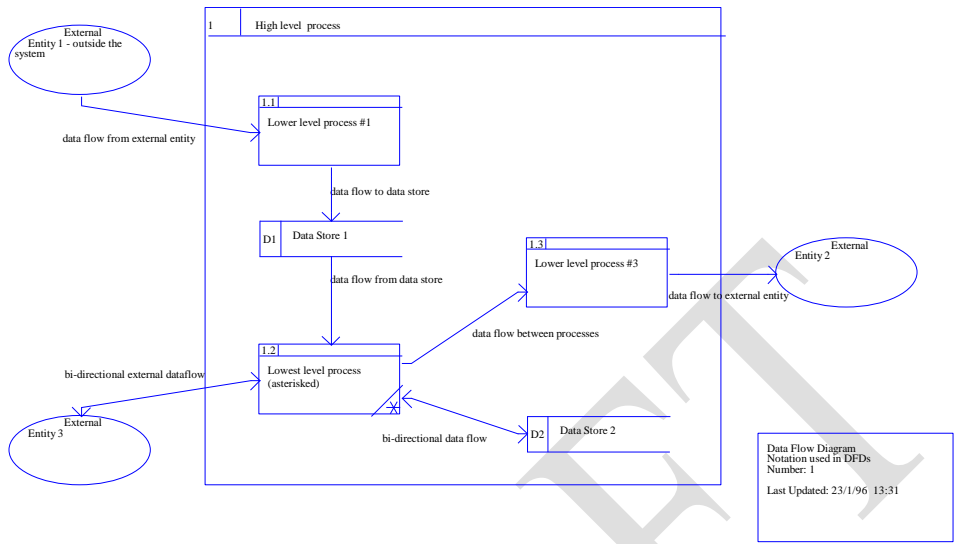 1 High level process
External
Entity 1 - outside the
system
1.1
Lower level process #1
data flow from external entity
data flow to data store
D1 Data Store 1
1.3
Lower level process #3
External
Entity 2
data flow from data store
data flow to external entity
data flow between processes
1.2
Lowest level process
(asterisked)
bi-directional external dataflow
External
Entity 3
bi-directional data flow
D2 Data Store 2
Data Flow Diagram
Notation used in DFDs
Number: 1
Last Updated: 23/1/96 13:31